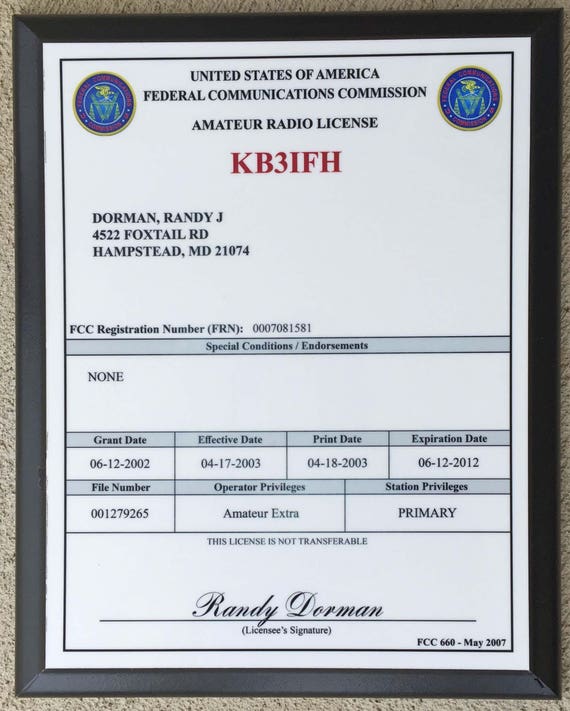 UNITED STATES OF AMERICA
FEDERAL COMMUNICATIONS COMMISSION
AMATEUR RADIO LICENSE
KB3IFH
DORMAN, RANDY J
4522 FOXTAIL RD
HAMPSTEAD, MD 21074
FCC Registration Number (FRN): 0007081581
Special Conditions / Endorsements
NONE
Grant Date Effective Date Print Date Expiration Date
06-12-2002 04-17-2003 04-18-2003 06-12-2012
File Number Operator Privileges Station Privileges
001279265 Amateur Extra PRIMARY
THIS LICENSE IS NOT TRANSFERABLE
Randy Dorman
(Licensee's Signature)
FCC 660 - May 2007